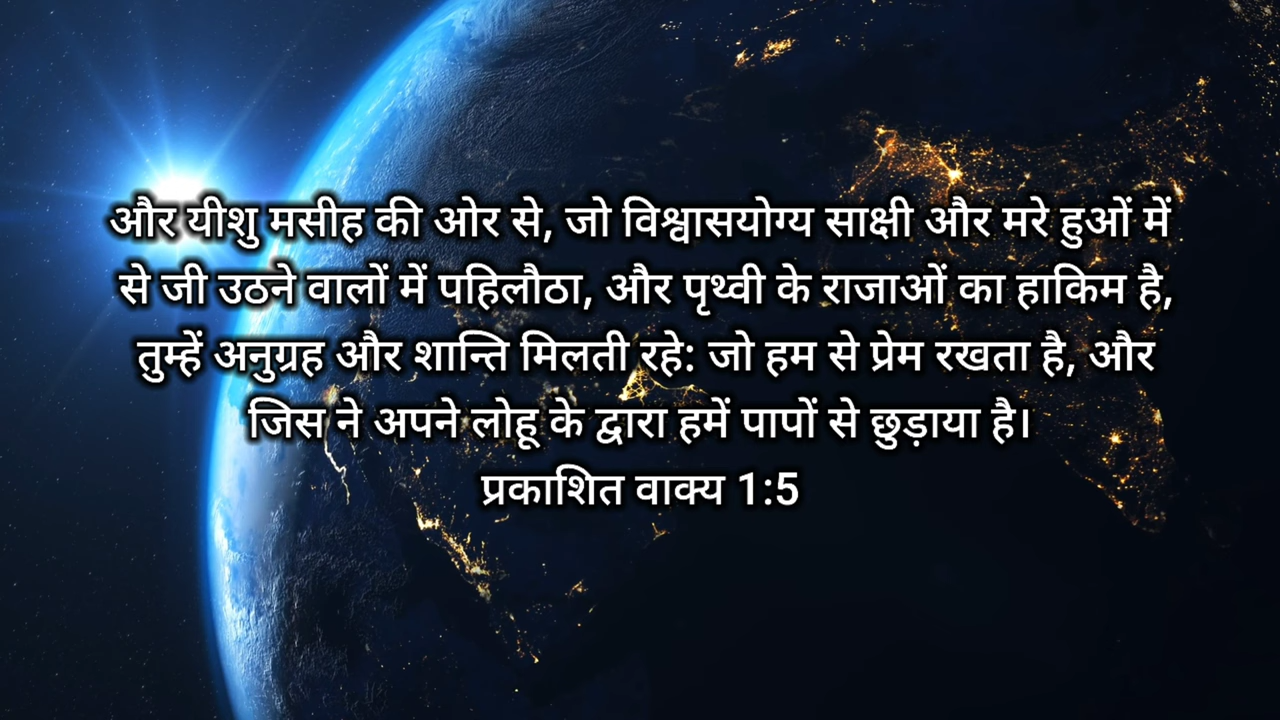 और यीशु मसीह की ओर से, जो विश्वासयोग्य साक्षी और मरे हुओं में
से जी उठने वालों में पहिलौठा, और पृथ्वी के राजाओं का हाकिम है,
तुम्हें अनुग्रह और शान्ति मिलती रहे: जो हम से प्रेम रखता है, और
जिस ने अपने लोहू के द्वारा हमें पापों से छुड़ाया है।
प्रकाशित वाक्य 1:5